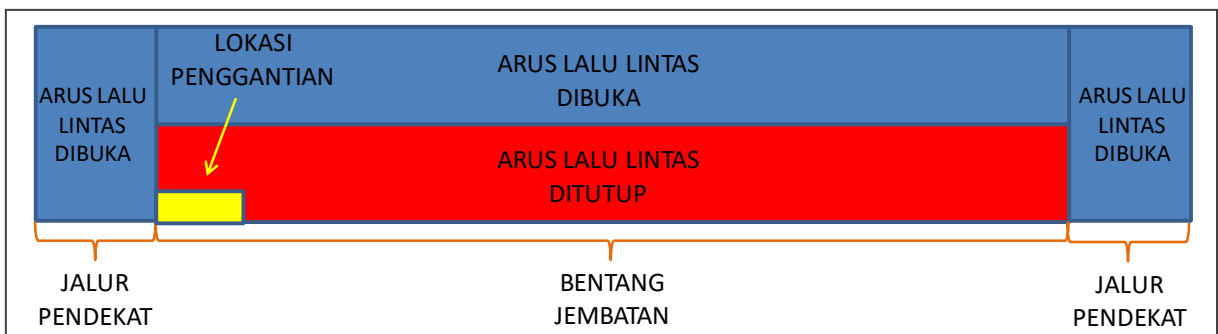 LOKASI
PENGGANTIAN
ARUS LALU LINTAS
DIBUKA
ARUS LALU
LINTAS
DIBUKA
ARUS LALU
LINTAS
DIBUKA
ARUS LALU LINTAS
DITUTUP
JALUR
PENDEKAT
BENTANG
JEMBATAN
JALUR
PENDEKAT